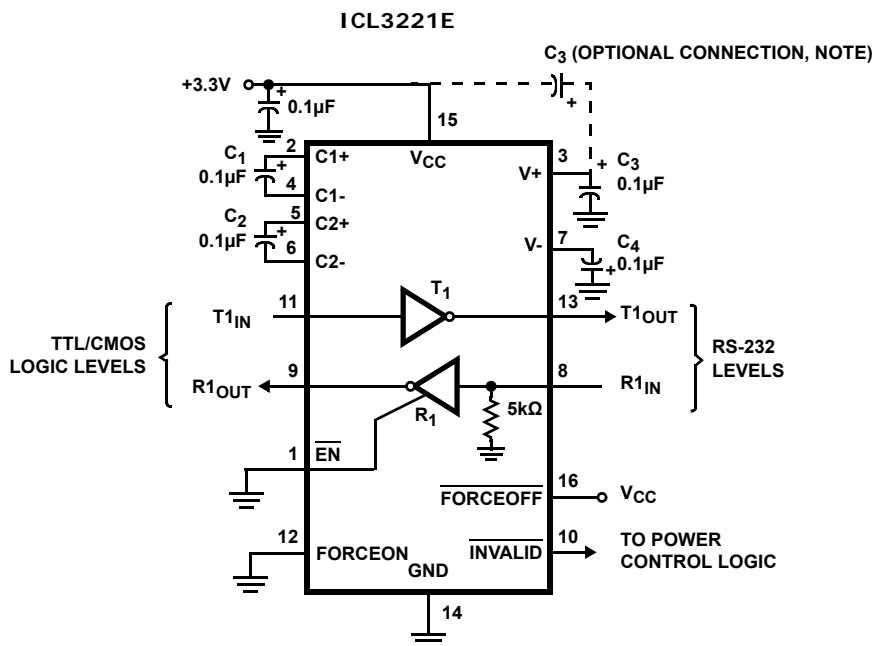 ICL3221E
C3 (OPTIONAL CONNECTION, NOTE)
+3.3V
+
0.1µF
+
15
2
C1+
VCC
3
+
C1
0.1µF
+
V+
C3
0.1µF
4
C1-
C2
0.1µF
5
C2+
+
6
C2-
V-
7
C4
0.1µF
+
T1
T1IN
11
13
T1OUT
TTL/CMOS
LOGIC LEVELS
RS-232
LEVELS
R1OUT
9
8
R1IN
R1
5kΩ
1
EN
FORCEOFF
16
VCC
12
FORCEON
INVALID
10
TO POWER
CONTROL LOGIC
GND
14